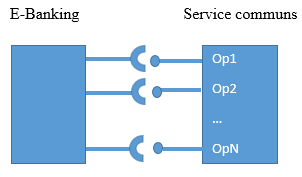 E-Banking
Service communs
Op1
Op2
...
OpN